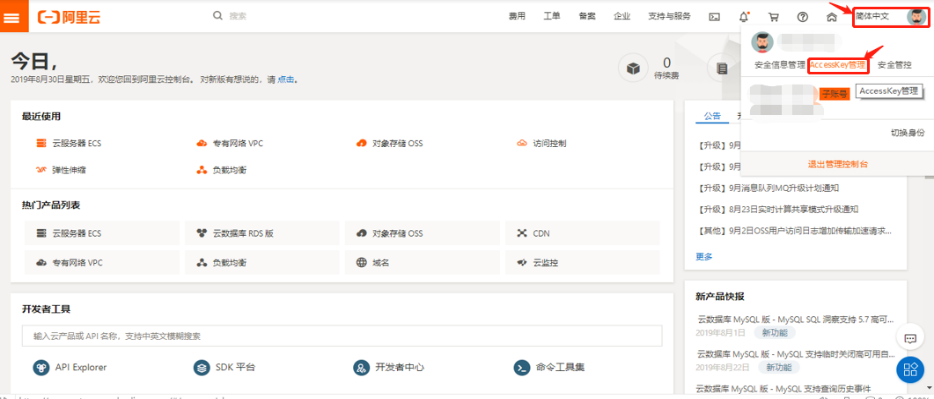 阿里云 搜索 费用 工单 备案 企业 支持与服务 简体中文
今日,
2019年8月30日星期五，欢迎您回到阿里云控制台。 对新版有想说的，请 点击。
0
待续费
安全信息管理 AccessKey管理 安全管控
子账号
AccessKey管理
切换身份
退出管理控制台
最近使用
云服务器 ECS 专有网络 VPC 对象存储 OSS 访问控制
弹性伸缩 负载均衡
热门产品列表
云服务器 ECS 云数据库 RDS 版 对象存储 OSS CDN
专有网络 VPC 负载均衡 域名 云监控
开发者工具
输入云产品或 API 名称，支持中英文模糊搜索
API Explorer SDK 平台 开发者中心 命令工具集
公告
【升级】9月
【升级】9月
【升级】9月消息队列MQ升级计划通知
【升级】8月23日实时计算共享模式升级通知
【其他】9月2日OSS用户访问日志增加传输加速请求...
更多
新产品快报
云数据库 MySQL 版 - MySQL SQL 洞察支持 5.7 高可...
2019年8月1日 新功能
云数据库 MySQL 版 - MySQL 支持临时关闭高可用自...
2019年8月22日 新功能
云数据库 MySQL 版 - MySQL 支持查询历史事件